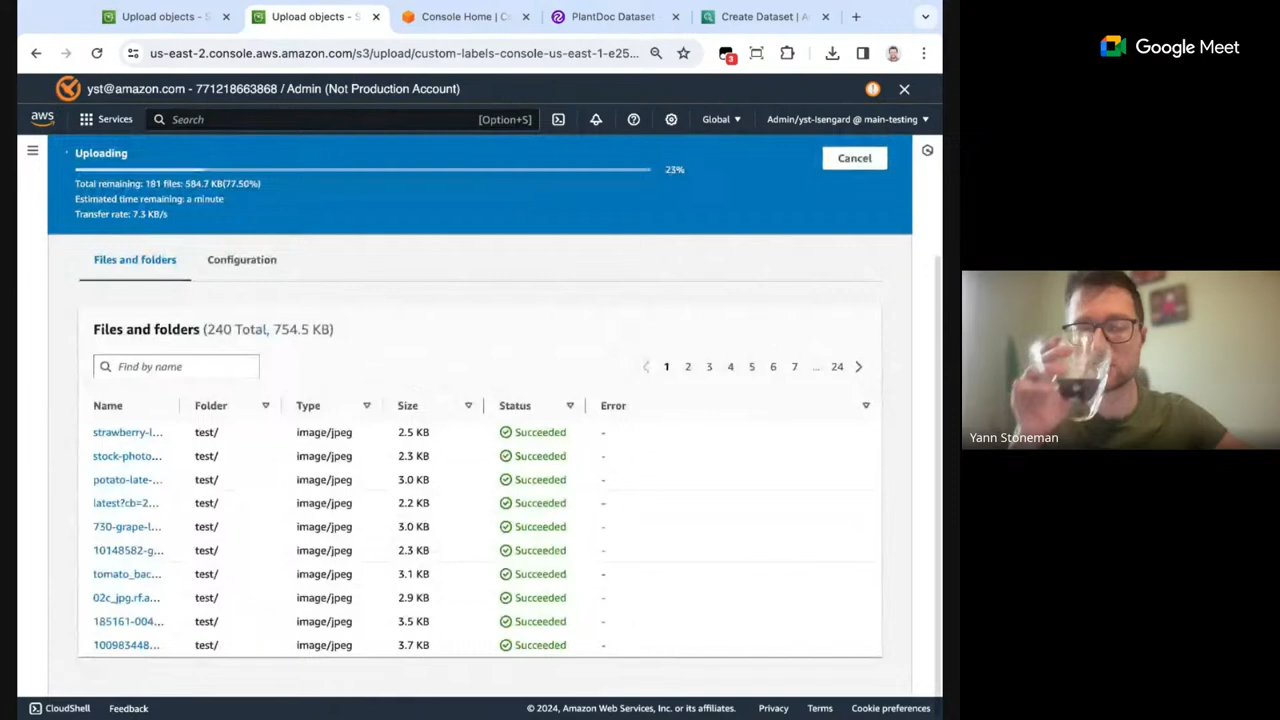 Upload objects - S
Upload objects - S
Console Home | C
PlantDoc Dataset
Create Dataset | A
us-east-2.console.aws.amazon.com/s3/upload/custom-labels-console-us-east-1-e25...
3
Google Meet
yst@amazon.com - 771218663868 / Admin (Not Production Account)
aws
Services
Search
[Option+S]
Global
Admin/yst-Isengard @ main-testing
Uploading
Cancel
23%
Total remaining: 181 files: 584.7 KB(77.50%)
Estimated time remaining: a minute
Transfer rate: 7.3 KB/s
Files and folders
Configuration
Files and folders (240 Total, 754.5 KB)
Find by name
1 2 3 4 5 6 7 ... 24
Name Folder Type Size Status Error
strawberry-l... test/ image/jpeg 2.5 KB Succeeded -
stock-photo... test/ image/jpeg 2.3 KB Succeeded -
potato-late-... test/ image/jpeg 3.0 KB Succeeded -
latest?cb=2... test/ image/jpeg 2.2 KB Succeeded -
730-grape-l... test/ image/jpeg 3.0 KB Succeeded -
10148582-g... test/ image/jpeg 2.3 KB Succeeded -
tomato_bac... test/ image/jpeg 3.1 KB Succeeded -
02c_jpg.rf.a... test/ image/jpeg 2.9 KB Succeeded -
185161-004... test/ image/jpeg 3.5 KB Succeeded -
100983448... test/ image/jpeg 3.7 KB Succeeded -
Yann Stoneman
CloudShell
Feedback
© 2024, Amazon Web Services, Inc. or its affiliates.
Privacy
Terms
Cookie preferences